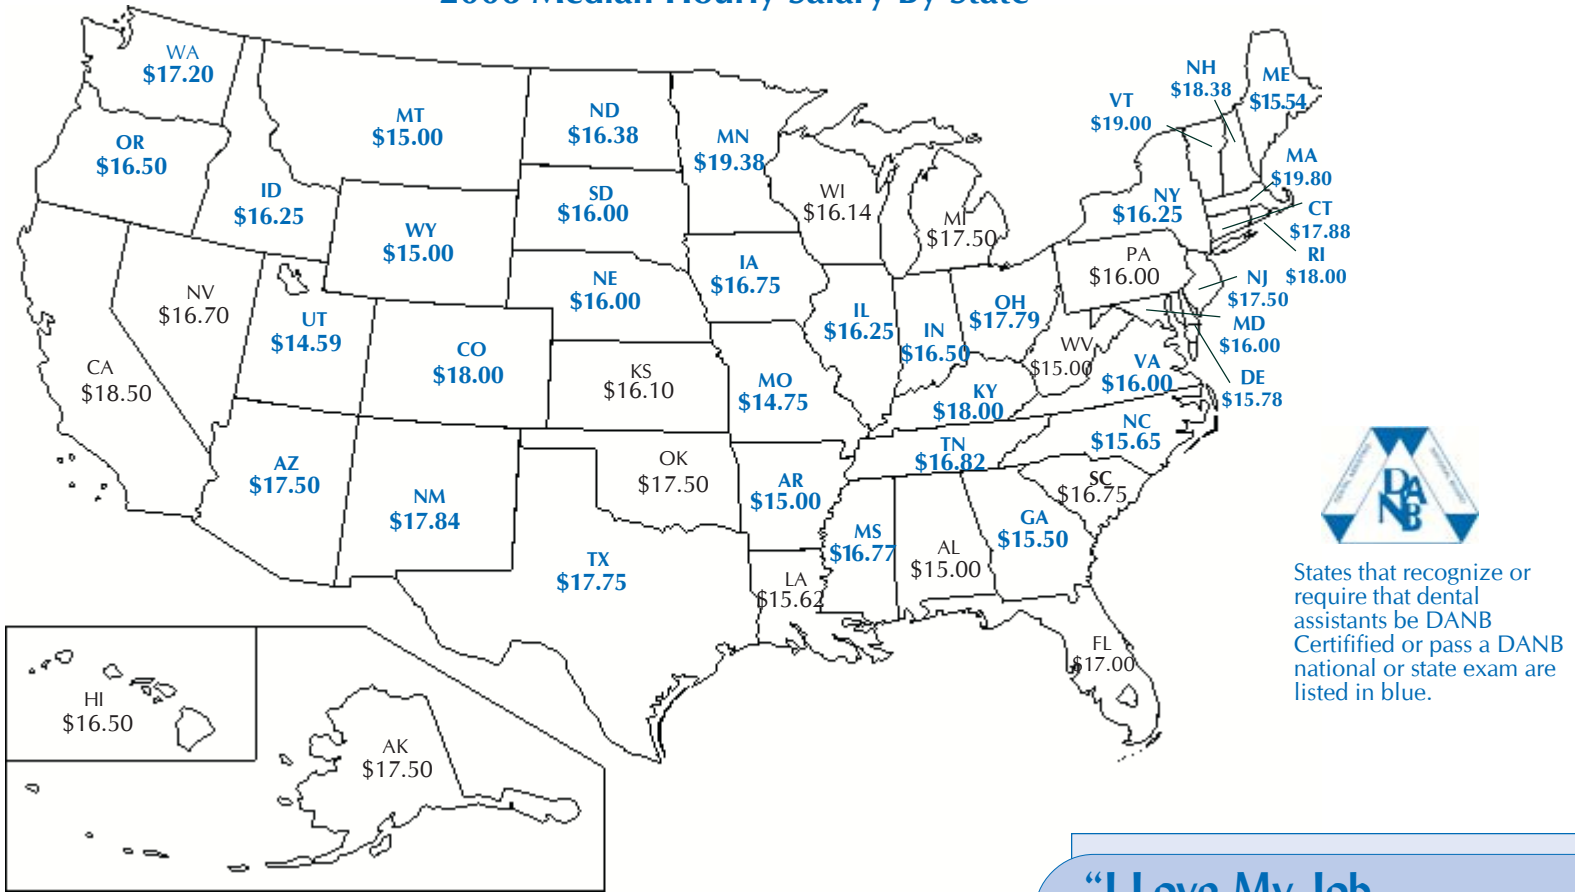 WA
$17.20
OR
$16.50
ID
$16.25
MT
$15.00
ND
$16.38
MN
$19.38
WI
$16.14
MI
$17.50
VT
$19.00
NH
$18.38
ME
$15.54
MA
$19.80
CT
$17.88
RI
$18.00
NY
$16.25
PA
$16.00
NJ
$17.50
MD
$16.00
DE
$15.78
SD
$16.00
WY
$15.00
NE
$16.00
IA
$16.75
IL
$16.25
IN
$16.50
OH
$17.79
WV
$15.00
VA
$16.00
KY
$18.00
NV
$16.70
UT
$14.59
CO
$18.00
KS
$16.10
MO
$14.75
CA
$18.50
AZ
$17.50
NM
$17.84
OK
$17.50
AR
$15.00
TN
$16.82
NC
$15.65
SC
$16.75
GA
$15.50
MS
$16.77
AL
$15.00
TX
$17.75
LA
$15.62
FL
$17.00
HI
$16.50
AK
$17.50
DANB
States that recognize or
require that dental
assistants be DANB
Certifified or pass a DANB
national or state exam are
listed in blue.
“I Love My Job